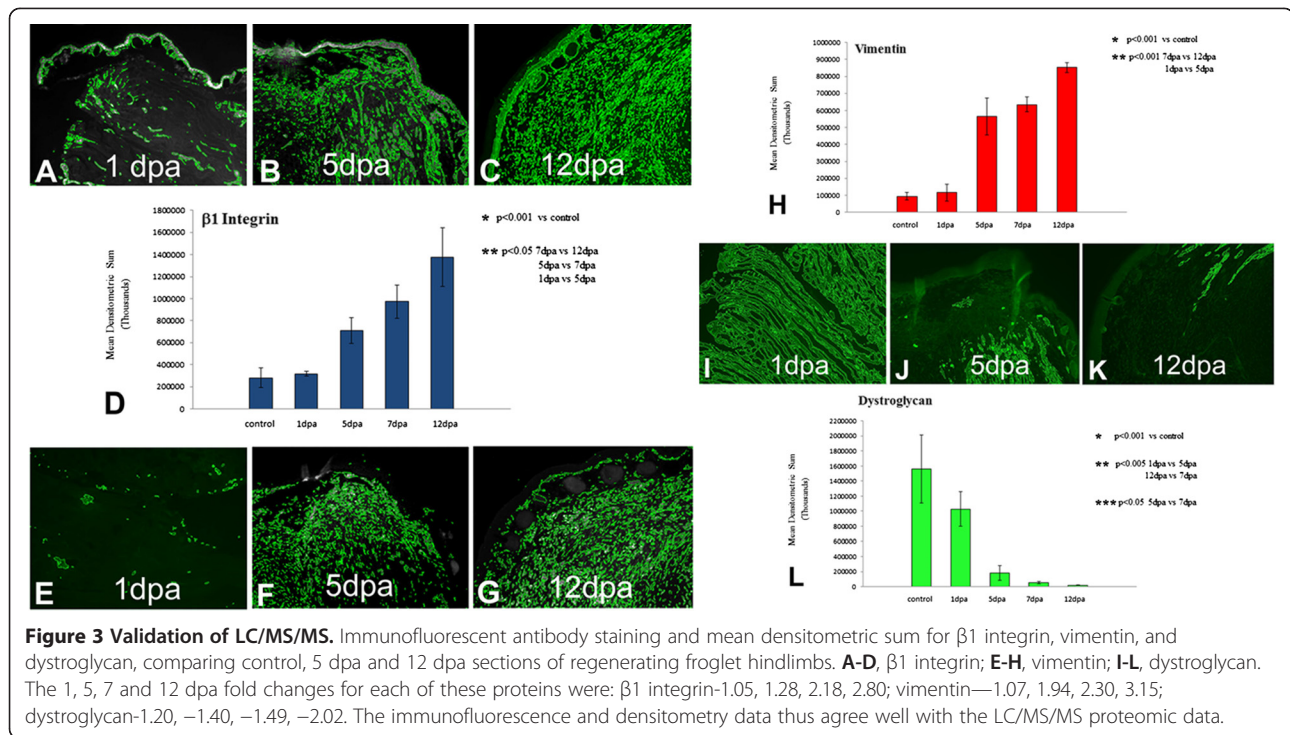 A 1 dpa
B 5dpa
C 12dpa
β1 Integrin
Mean Densitometric Sum
(Thousands)
1800000
1600000
1400000
1200000
1000000
800000
600000
400000
200000
0
control 1dpa 5dpa 7dpa 12dpa
* p<0.001 vs control
** p<0.05 7dpa vs 12dpa
5dpa vs 7dpa
1dpa vs 5dpa
D
E 1dpa
F 5dpa
G 12dpa
Vimentin
Mean Densitometric Sum
(Thousands)
1000000
900000
800000
700000
600000
500000
400000
300000
200000
100000
0
control 1dpa 5dpa 7dpa 12dpa
* p<0.001 vs control
** p<0.001 7dpa vs 12dpa
1dpa vs 5dpa
H
I 1dpa
J 5dpa
K 12dpa
Dystroglycan
Mean Densitometric Sum
(Thousands)
2200000
2000000
1800000
1600000
1400000
1200000
1000000
800000
600000
400000
200000
0
control 1dpa 5dpa 7dpa 12dpa
* p<0.001 vs control
** p<0.005 1dpa vs 5dpa
12dpa vs 7dpa
*** p<0.05 5dpa vs 7dpa
L
Figure 3 Validation of LC/MS/MS. Immunofluorescent antibody staining and mean densitometric sum for β1 integrin, vimentin, and
dystroglycan, comparing control, 5 dpa and 12 dpa sections of regenerating froglet hindlimbs. A-D, β1 integrin; E-H, vimentin; I-L, dystroglycan.
The 1, 5, 7 and 12 dpa fold changes for each of these proteins were: β1 integrin-1.05, 1.28, 2.18, 2.80; vimentin—1.07, 1.94, 2.30, 3.15;
dystroglycan-1.20, −1.40, −1.49, −2.02. The immunofluorescence and densitometry data thus agree well with the LC/MS/MS proteomic data.